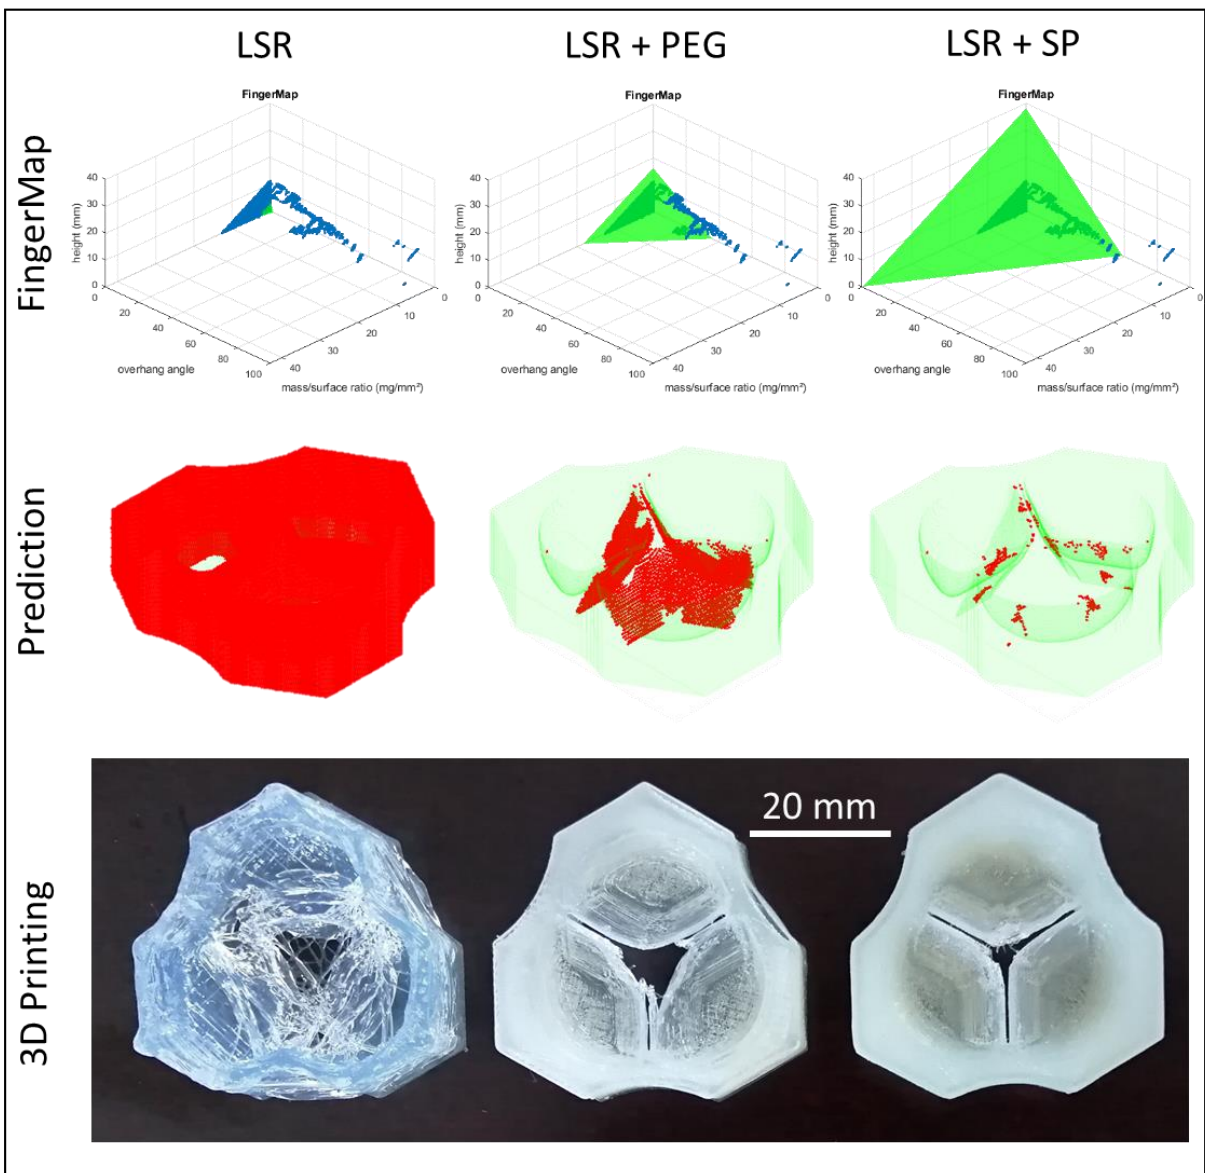 LSR
LSR + PEG
LSR + SP
FingerMap
FingerMap
FingerMap
FingerMap
40
30
20
10
0
height (mm)
0
20
40
60
80
100
overhang angle
40
30
20
10
0
mass/surface ratio (mg/mm²)
40
30
20
10
0
height (mm)
0
20
40
60
80
100
overhang angle
40
30
20
10
0
mass/surface ratio (mg/mm²)
40
30
20
10
0
height (mm)
0
20
40
60
80
100
overhang angle
40
30
20
10
0
mass/surface ratio (mg/mm²)
Prediction
3D Printing
20 mm